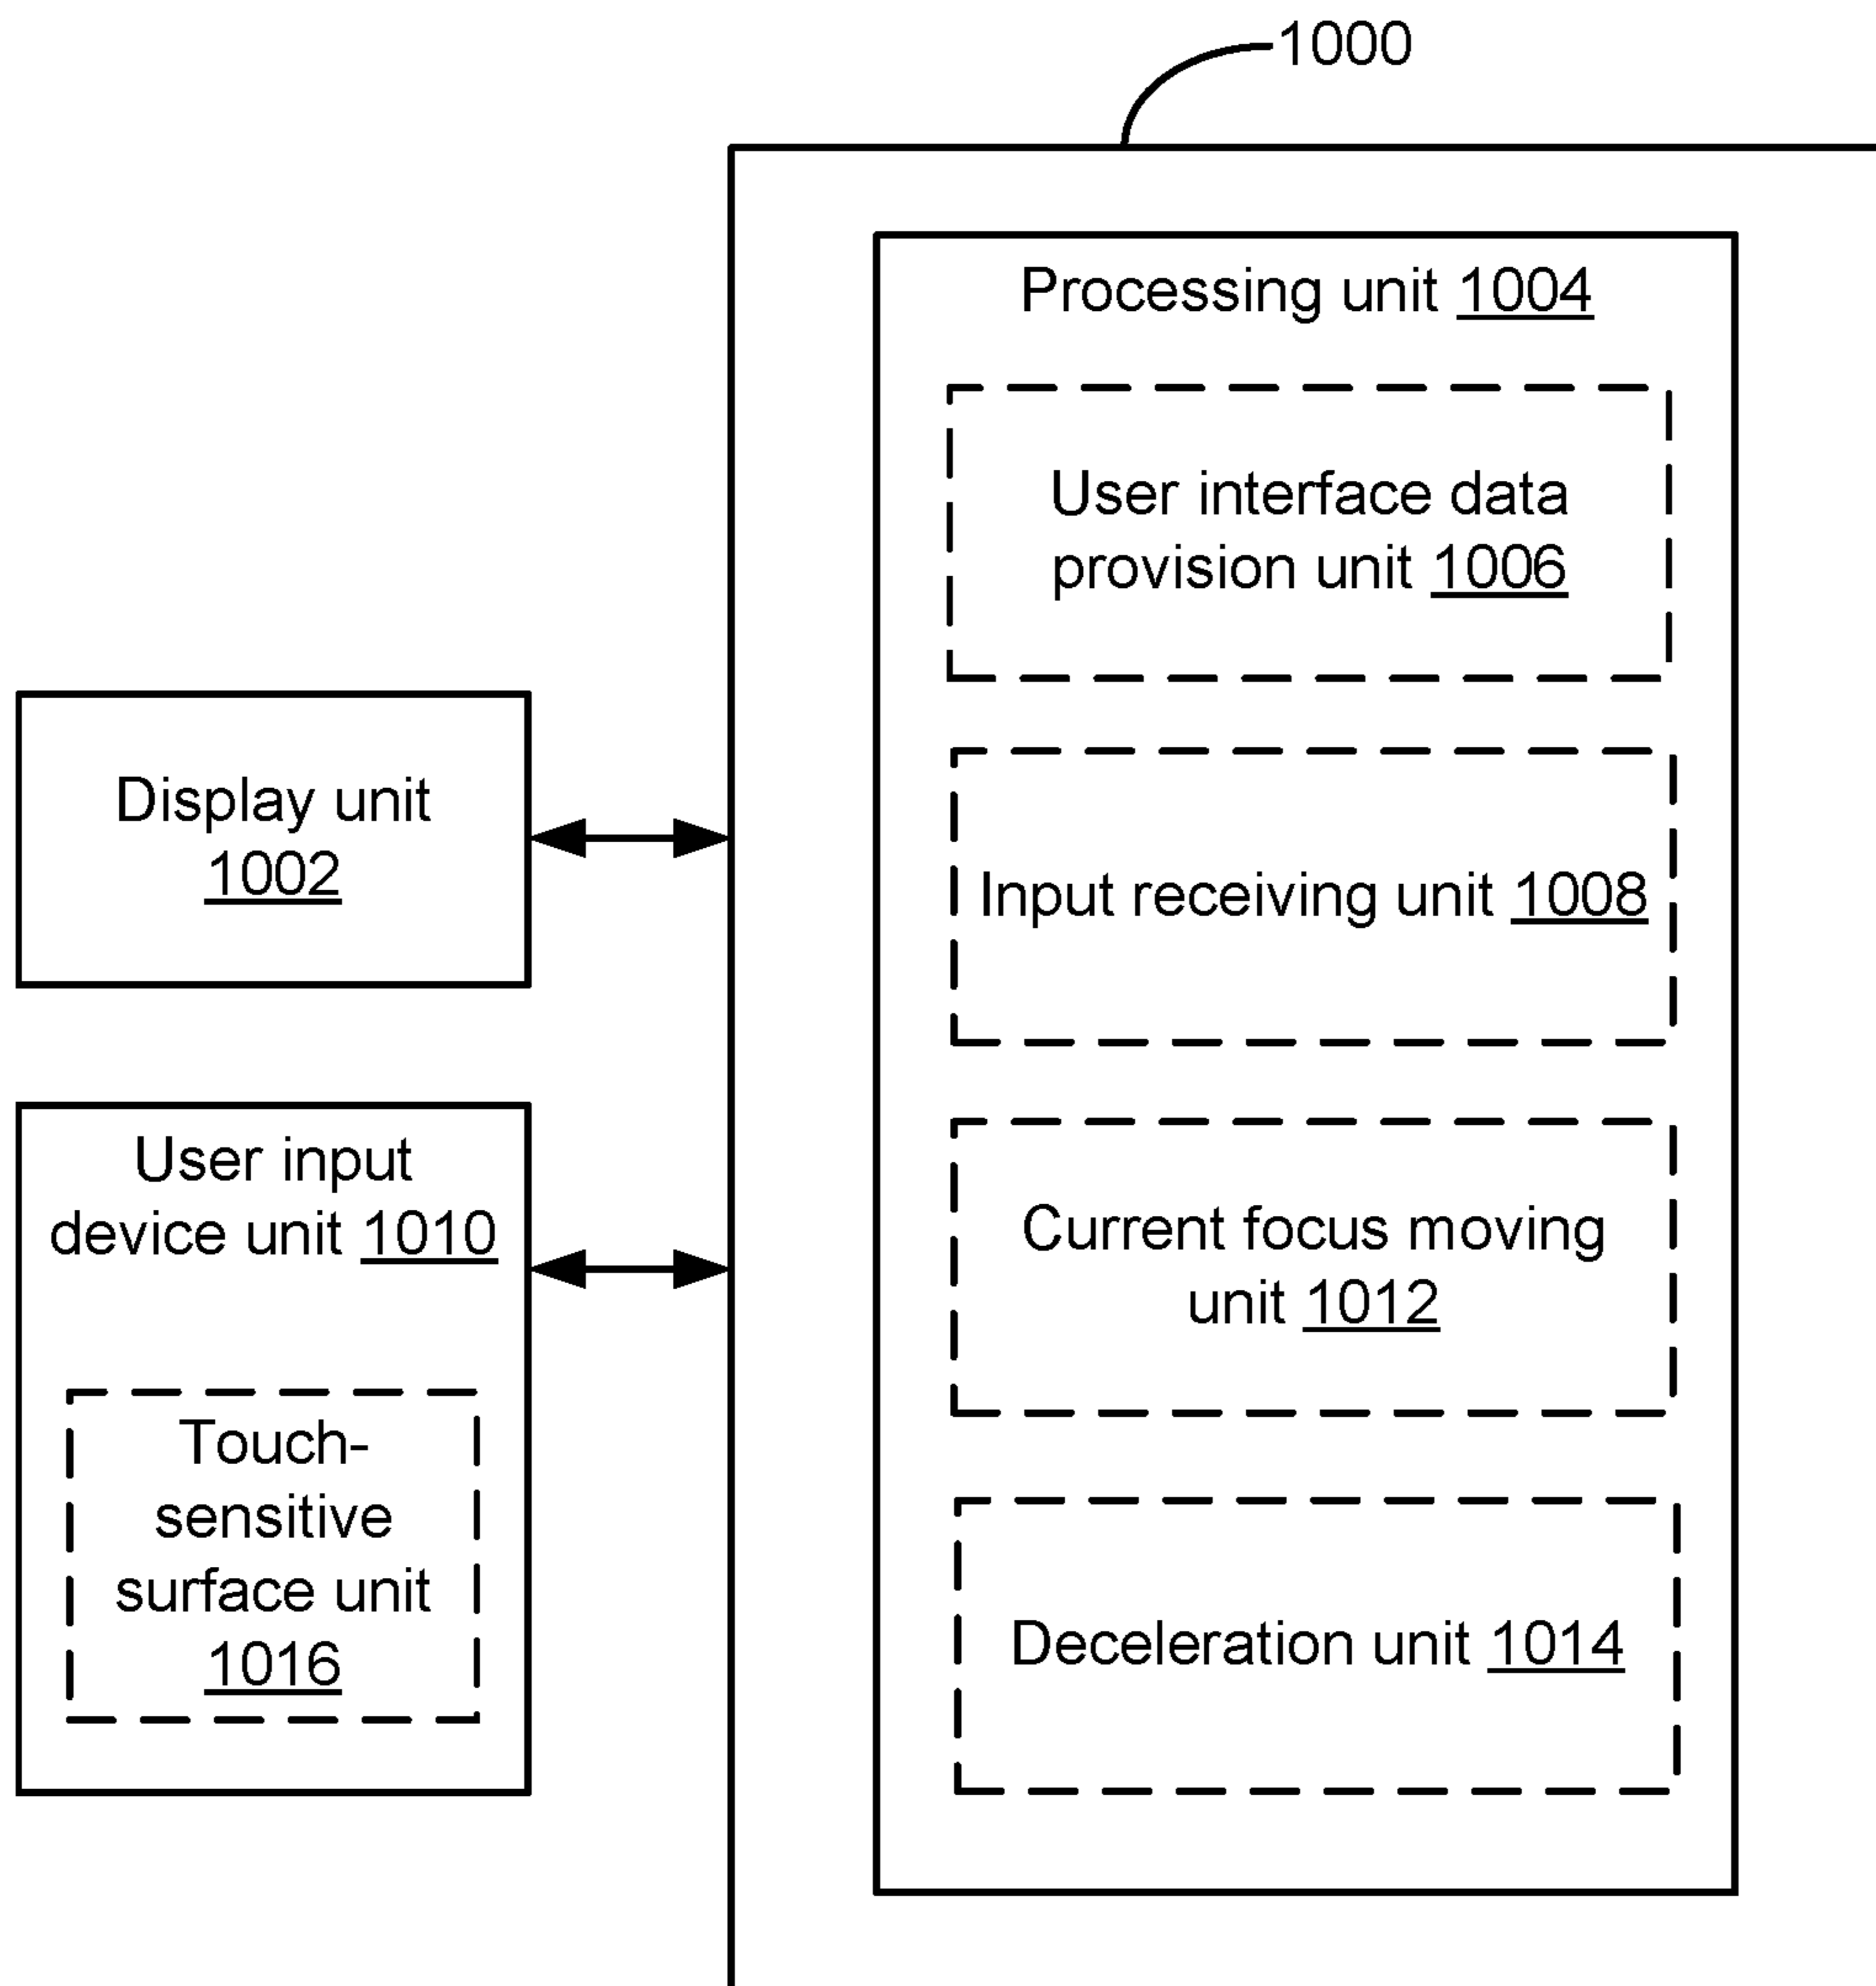 1000
Processing unit 1004
User interface data
provision unit 1006
Display unit
1002
Input receiving unit 1008
User input
device unit 1010
Current focus moving
unit 1012
Touch-
sensitive
surface unit
1016
Deceleration unit 1014